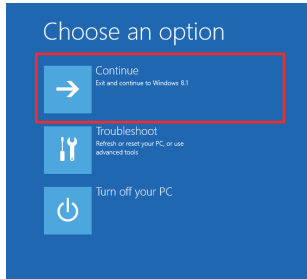 Choose an option
Continue
Exit and continue to Windows 8.1
Troubleshoot
Refresh or reset your PC, or use
advanced tools
Turn off your PC